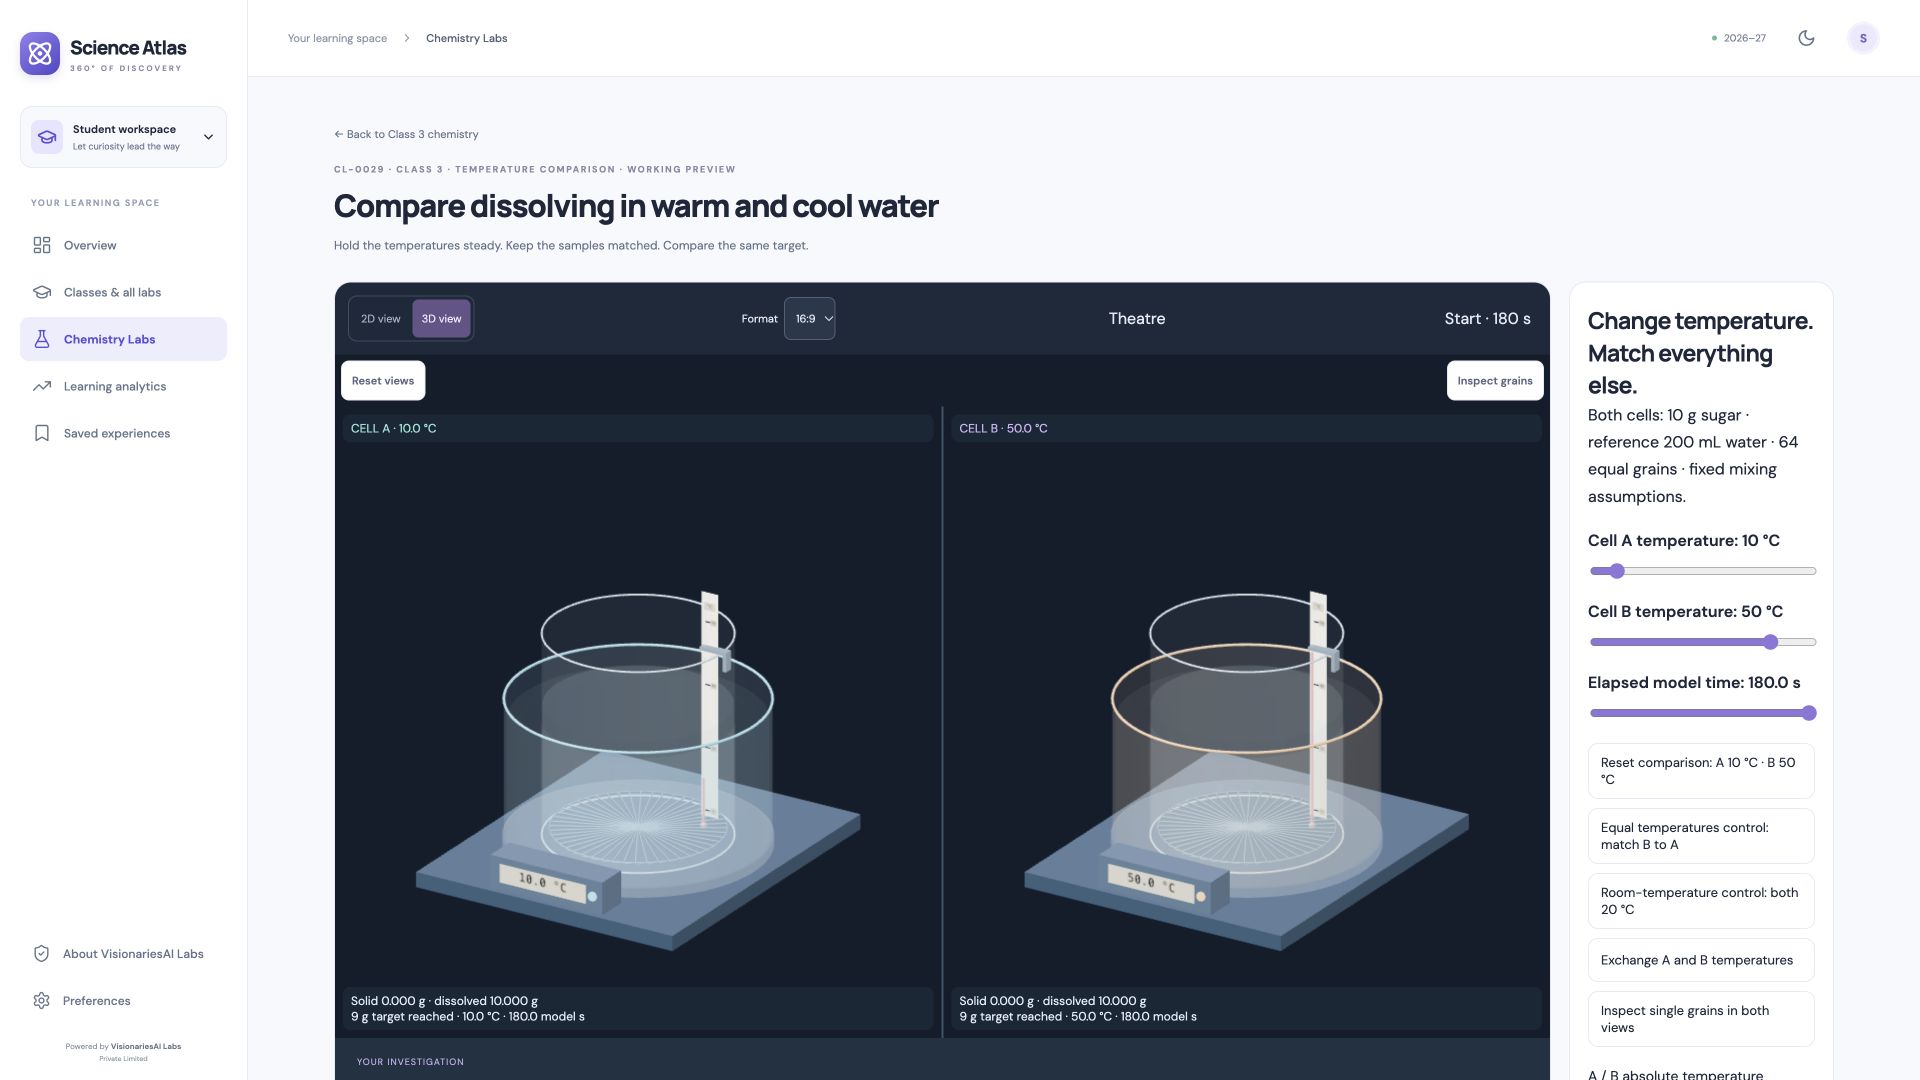 Science Atlas
360° OF DISCOVERY
Student workspace
Let curiosity lead the way
YOUR LEARNING SPACE
Overview
Classes & all labs
Chemistry Labs
Learning analytics
Saved experiences
About VisionariesAI Labs
Preferences
Powered by VisionariesAI Labs
Private Limited
Your learning space
Chemistry Labs
2026–27
S
← Back to Class 3 chemistry
CL-0029 · CLASS 3 · TEMPERATURE COMPARISON · WORKING PREVIEW
Compare dissolving in warm and cool water
Hold the temperatures steady. Keep the samples matched. Compare the same target.
2D view
3D view
Format
16:9
Theatre
Start · 180 s
Reset views
Inspect grains
CELL A · 10.0 °C
CELL B · 50.0 °C
10.0 °C
50.0 °C
Solid 0.000 g · dissolved 10.000 g
9 g target reached · 10.0 °C · 180.0 model s
Solid 0.000 g · dissolved 10.000 g
9 g target reached · 50.0 °C · 180.0 model s
YOUR INVESTIGATION
Change temperature.
Match everything
else.
Both cells: 10 g sugar ·
reference 200 mL water · 64
equal grains · fixed mixing
assumptions.
Cell A temperature: 10 °C
Cell B temperature: 50 °C
Elapsed model time: 180.0 s
Reset comparison: A 10 °C · B 50
°C
Equal temperatures control:
match B to A
Room-temperature control: both
20 °C
Exchange A and B temperatures
Inspect single grains in both
views
A / B absolute temperature